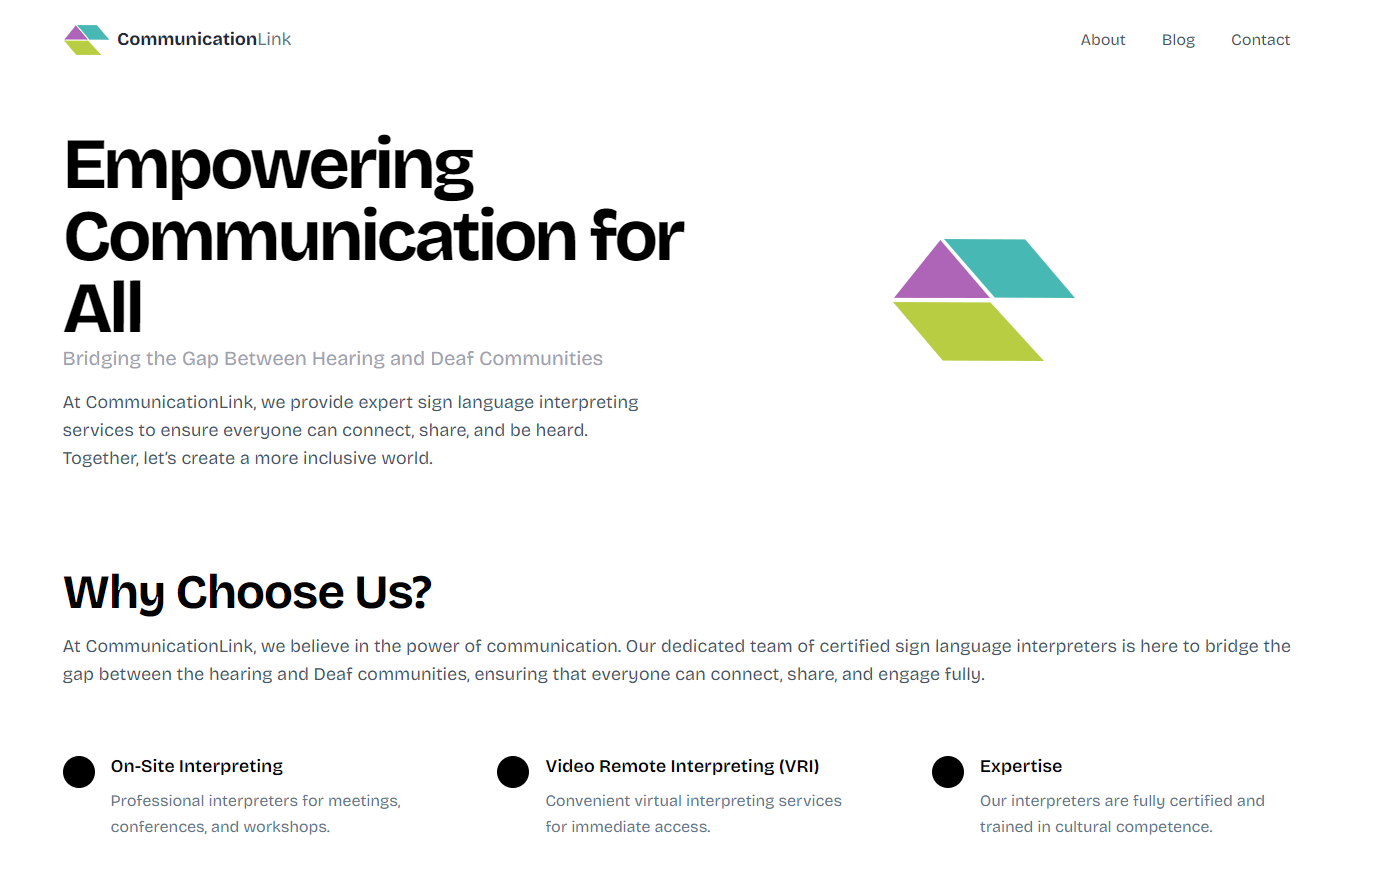 CommunicationLink
About Blog Contact
Empowering
Communication for
All
Bridging the Gap Between Hearing and Deaf Communities
At CommunicationLink, we provide expert sign language interpreting
services to ensure everyone can connect, share, and be heard.
Together, let's create a more inclusive world.
Why Choose Us?
At CommunicationLink, we believe in the power of communication. Our dedicated team of certified sign language interpreters is here to bridge the
gap between the hearing and Deaf communities, ensuring that everyone can connect, share, and engage fully.
On-Site Interpreting
Professional interpreters for meetings,
conferences, and workshops.
Video Remote Interpreting (VRI)
Convenient virtual interpreting services
for immediate access.
Expertise
Our interpreters are fully certified and
trained in cultural competence.